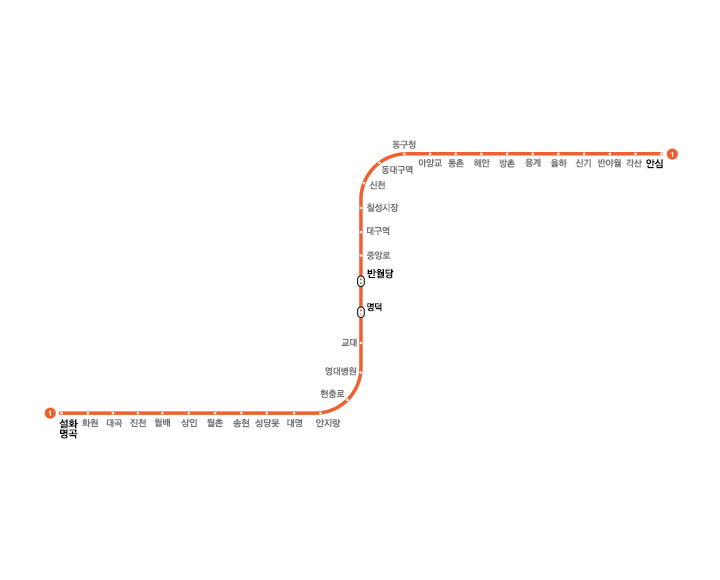 동구청
동대구역
아양교
동촌
해안
방촌
용계
율하
신기
반야월
각산
안심
1
신천
칠성시장
대구역
중앙로
반월당
명덕
교대
영대병원
현충로
1
설화
명곡
화원
대곡
진천
월배
상인
월촌
송현
성당못
대명
안지랑